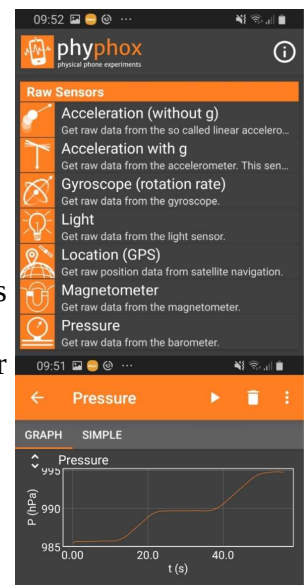 09:52
phyphox
physical phone experiments
Raw Sensors
Acceleration (without g)
Get raw data from the so called linear accelero...
Acceleration with g
Get raw data from the accelerometer. This sen...
Gyroscope (rotation rate)
Get raw data from the gyroscope.
Light
Get raw data from the light sensor.
Location (GPS)
Get raw position data from satellite navigation.
Magnetometer
Get raw data from the magnetometer.
Pressure
Get raw data from the barometer.
s
r
09:51
Pressure
GRAPH SIMPLE
Pressure
995
990
985
P (hPa)
0.00 20.0 40.0
t (s)